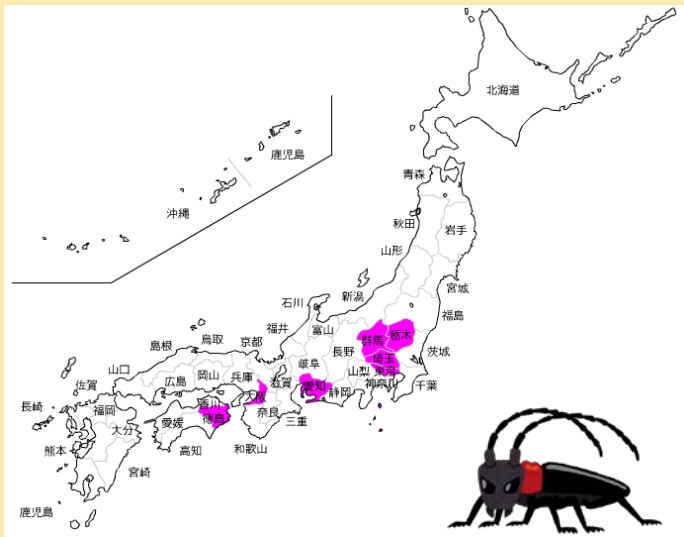 北海道
鹿児島
青森
沖縄
秋田
岩手
山形
宮城
新潟
石川
福島
福井
富山
群馬
栃木
鳥取
京都
島根
長野
埼玉
茨城
岐阜
山口
岡山
兵庫
滋賀
山梨
東京
広島
愛知
静岡
神奈川
千葉
佐賀
大阪
長崎
福岡
香川
奈良
徳島
三重
大分
愛媛
熊本
高知
和歌山
宮崎
鹿児島